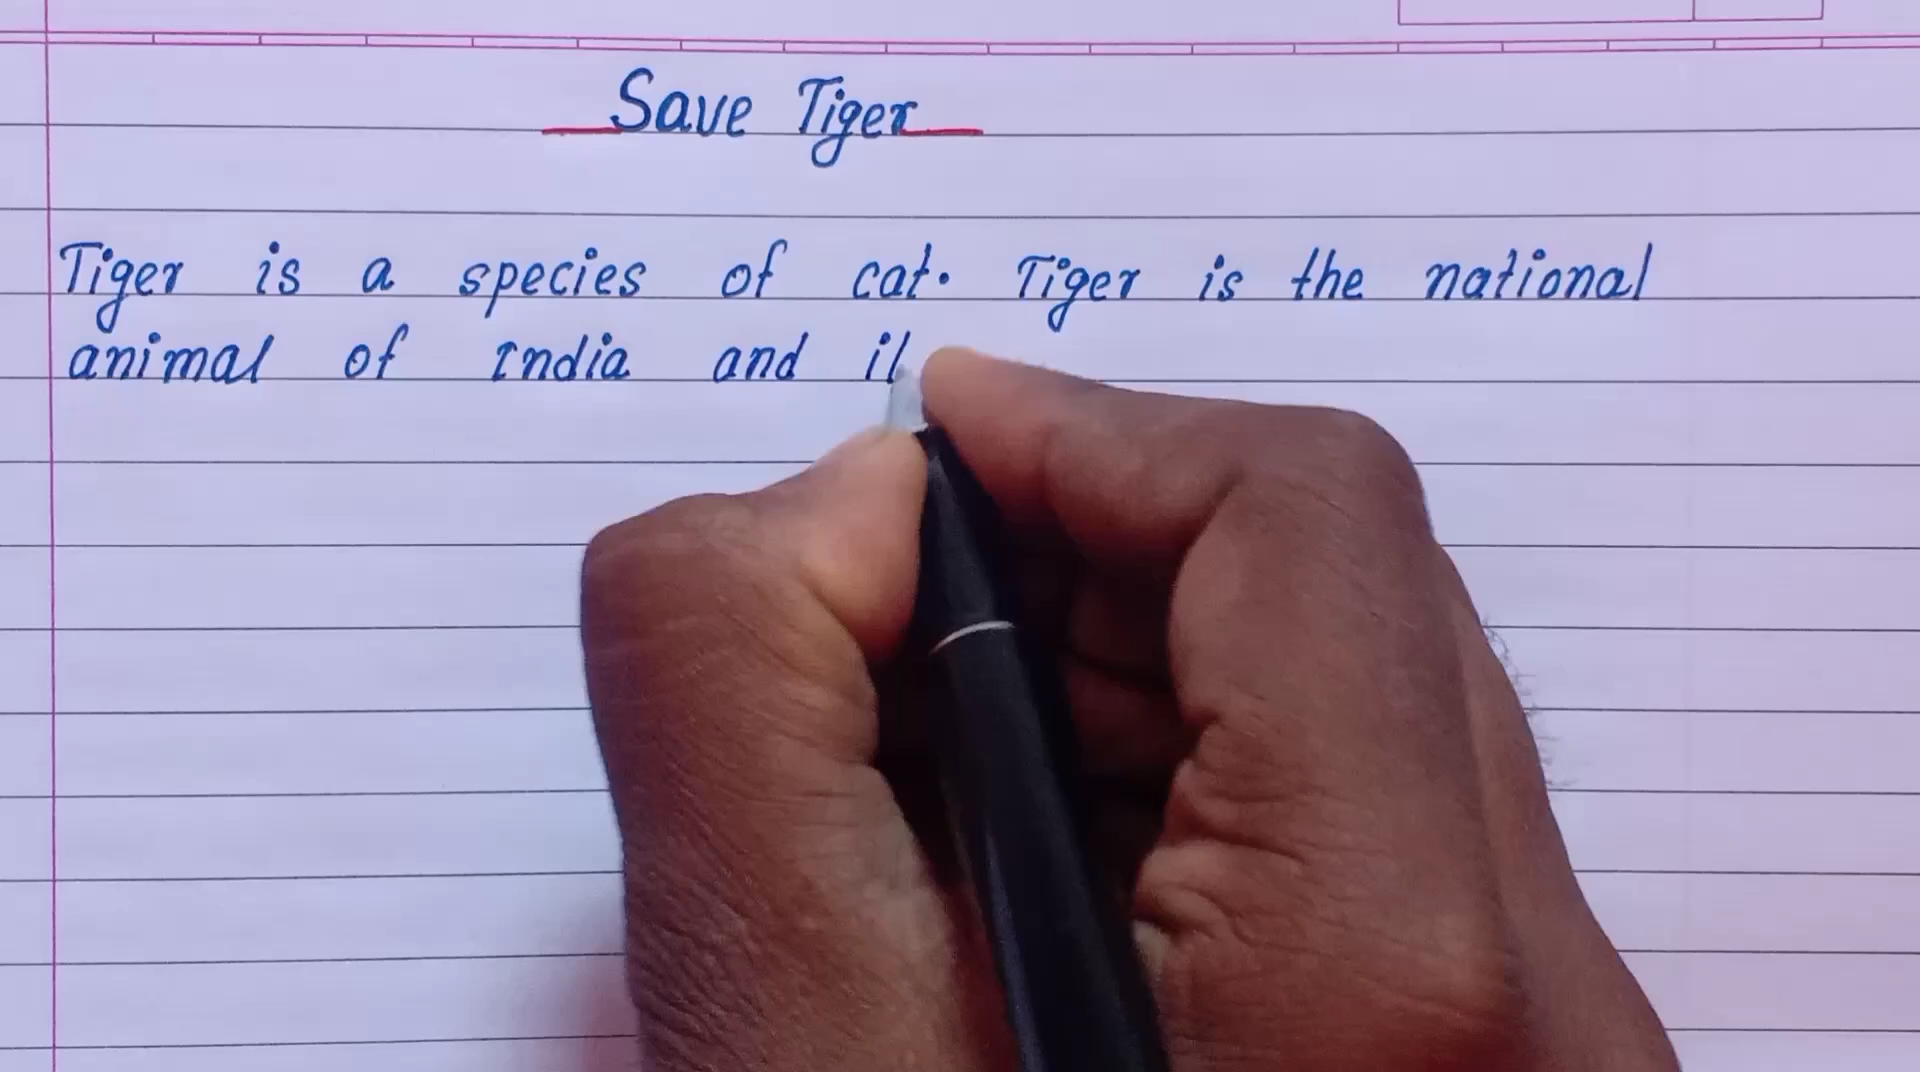 Save Tiger
Tiger is a species of cat. Tiger is the national
animal of India and